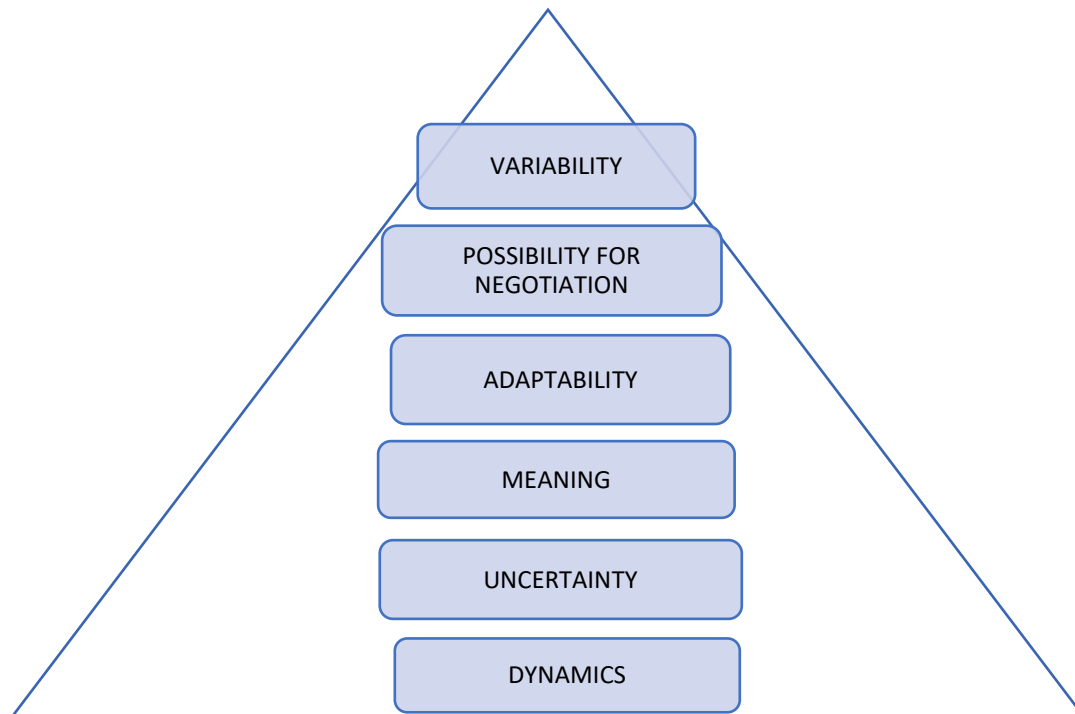 VARIABILITY
POSSIBILITY FOR
NEGOTIATION
ADAPTABILITY
MEANING
UNCERTAINTY
DYNAMICS